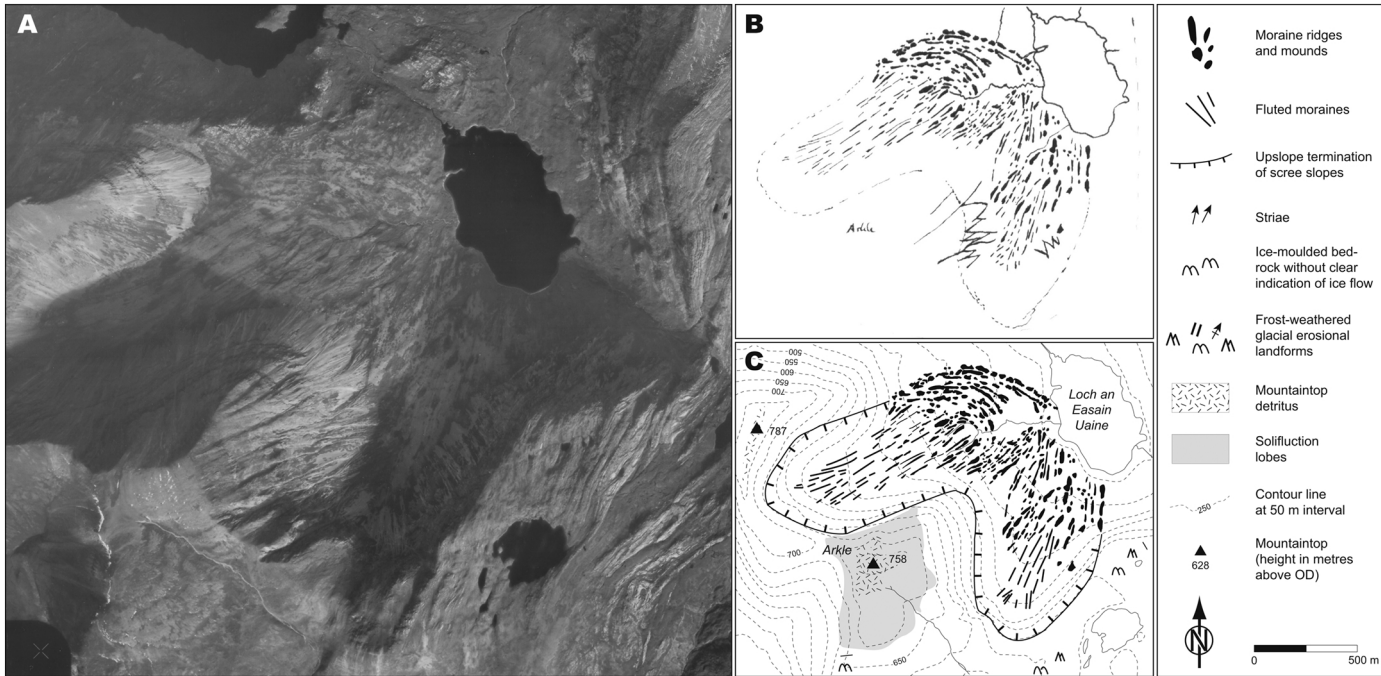 A
B
Arkle
C
500
550
600
650
700
787
Loch an
Easain
Uaine
Arkle
700
758
650
Moraine ridges
and mounds
Fluted moraines
Upslope termination
of scree slopes
Striae
Ice-moulded bed-
rock without clear
indication of ice flow
Frost-weathered
glacial erosional
landforms
Mountaintop
detritus
Solifluction
lobes
250
Contour line
at 50 m interval
628
Mountaintop
(height in metres
above OD)
N
0 500 m